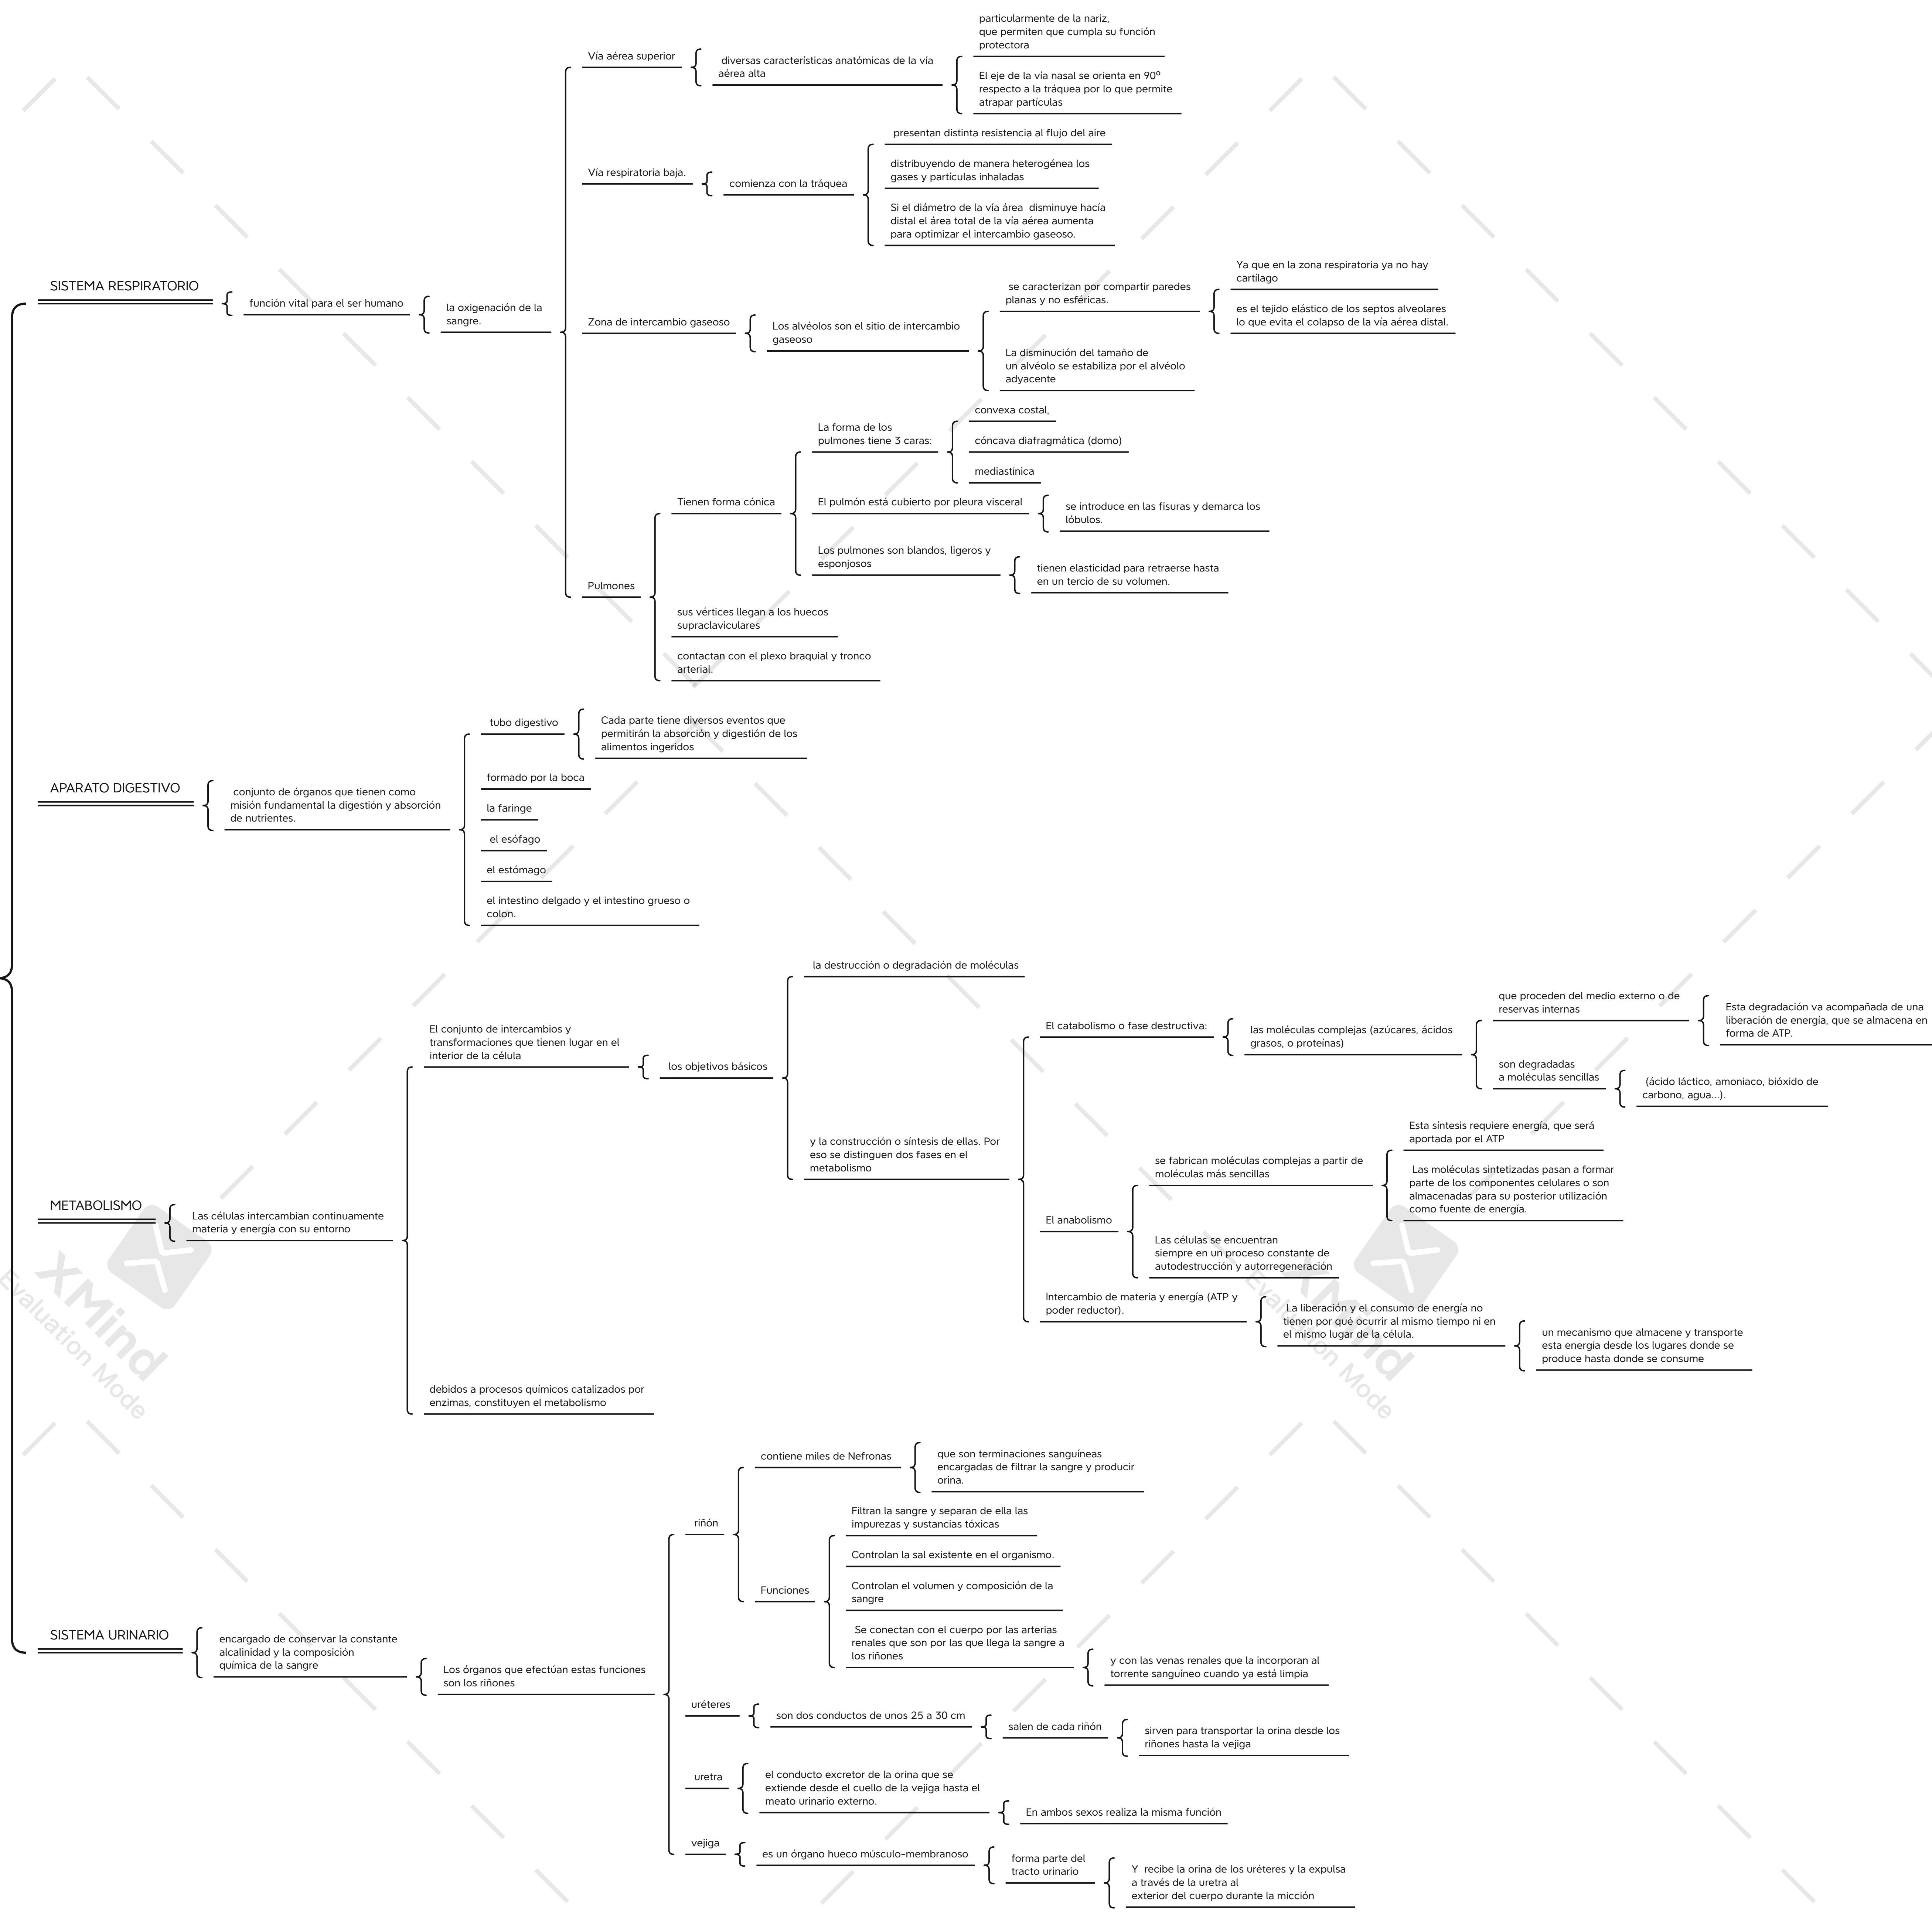 SISTEMA RESPIRATORIO
función vital para el ser humano
la oxigenación de la
sangre.
Vía aérea superior
diversas características anatómicas de la vía
aérea alta
particularmente de la nariz,
que permiten que cumpla su función
protectora
El eje de la vía nasal se orienta en 90º
respecto a la tráquea por lo que permite
atrapar partículas
Vía respiratoria baja.
comienza con la tráquea
presentan distinta resistencia al flujo del aire
distribuyendo de manera heterogénea los
gases y partículas inhaladas
Si el diámetro de la vía área disminuye hacía
distal el área total de la vía aérea aumenta
para optimizar el intercambio gaseoso.
Zona de intercambio gaseoso
Los alvéolos son el sitio de intercambio
gaseoso
se caracterizan por compartir paredes
planas y no esféricas.
Ya que en la zona respiratoria ya no hay
cartílago
es el tejido elástico de los septos alveolares
lo que evita el colapso de la vía aérea distal.
La disminución del tamaño de
un alvéolo se estabiliza por el alvéolo
adyacente
Pulmones
Tienen forma cónica
La forma de los
pulmones tiene 3 caras:
convexa costal,
cóncava diafragmática (domo)
mediastínica
El pulmón está cubierto por pleura visceral
se introduce en las fisuras y demarca los
lóbulos.
Los pulmones son blandos, ligeros y
esponjosos
tienen elasticidad para retraerse hasta
en un tercio de su volumen.
sus vértices llegan a los huecos
supraclaviculares
contactan con el plexo braquial y tronco
arterial.
APARATO DIGESTIVO
conjunto de órganos que tienen como
misión fundamental la digestión y absorción
de nutrientes.
tubo digestivo
Cada parte tiene diversos eventos que
permitirán la absorción y digestión de los
alimentos ingeridos
formado por la boca
la faringe
el esófago
el estómago
el intestino delgado y el intestino grueso o
colon.
METABOLISMO
Las células intercambian continuamente
materia y energía con su entorno
El conjunto de intercambios y
transformaciones que tienen lugar en el
interior de la célula
los objetivos básicos
la destrucción o degradación de moléculas
y la construcción o síntesis de ellas. Por
eso se distinguen dos fases en el
metabolismo
El catabolismo o fase destructiva:
las moléculas complejas (azúcares, ácidos
grasos, o proteínas)
que proceden del medio externo o de
reservas internas
Esta degradación va acompañada de una
liberación de energía, que se almacena en
forma de ATP.
son degradadas
a moléculas sencillas
(ácido láctico, amoniaco, bióxido de
carbono, agua...).
El anabolismo
se fabrican moléculas complejas a partir de
moléculas más sencillas
Esta síntesis requiere energía, que será
aportada por el ATP
Las moléculas sintetizadas pasan a formar
parte de los componentes celulares o son
almacenadas para su posterior utilización
como fuente de energía.
Las células se encuentran
siempre en un proceso constante de
autodestrucción y autorregeneración
Intercambio de materia y energía (ATP y
poder reductor).
La liberación y el consumo de energía no
tienen por qué ocurrir al mismo tiempo ni en
el mismo lugar de la célula.
un mecanismo que almacene y transporte
esta energía desde los lugares donde se
produce hasta donde se consume
debidos a procesos químicos catalizados por
enzimas, constituyen el metabolismo
SISTEMA URINARIO
encargado de conservar la constante
alcalinidad y la composición
química de la sangre
Los órganos que efectúan estas funciones
son los riñones
riñón
contiene miles de Nefronas
que son terminaciones sanguíneas
encargadas de filtrar la sangre y producir
orina.
Funciones
Filtran la sangre y separan de ella las
impurezas y sustancias tóxicas
Controlan la sal existente en el organismo.
Controlan el volumen y composición de la
sangre
Se conectan con el cuerpo por las arterias
renales que son por las que llega la sangre a
los riñones
y con las venas renales que la incorporan al
torrente sanguíneo cuando ya está limpia
uréteres
son dos conductos de unos 25 a 30 cm
salen de cada riñón
sirven para transportar la orina desde los
riñones hasta la vejiga
uretra
el conducto excretor de la orina que se
extiende desde el cuello de la vejiga hasta el
meato urinario externo.
En ambos sexos realiza la misma función
vejiga
es un órgano hueco músculo-membranoso
forma parte del
tracto urinario
Y recibe la orina de los uréteres y la expulsa
a través de la uretra al
exterior del cuerpo durante la micción
XMind
Evaluation Mode
XMind
Evaluation Mode